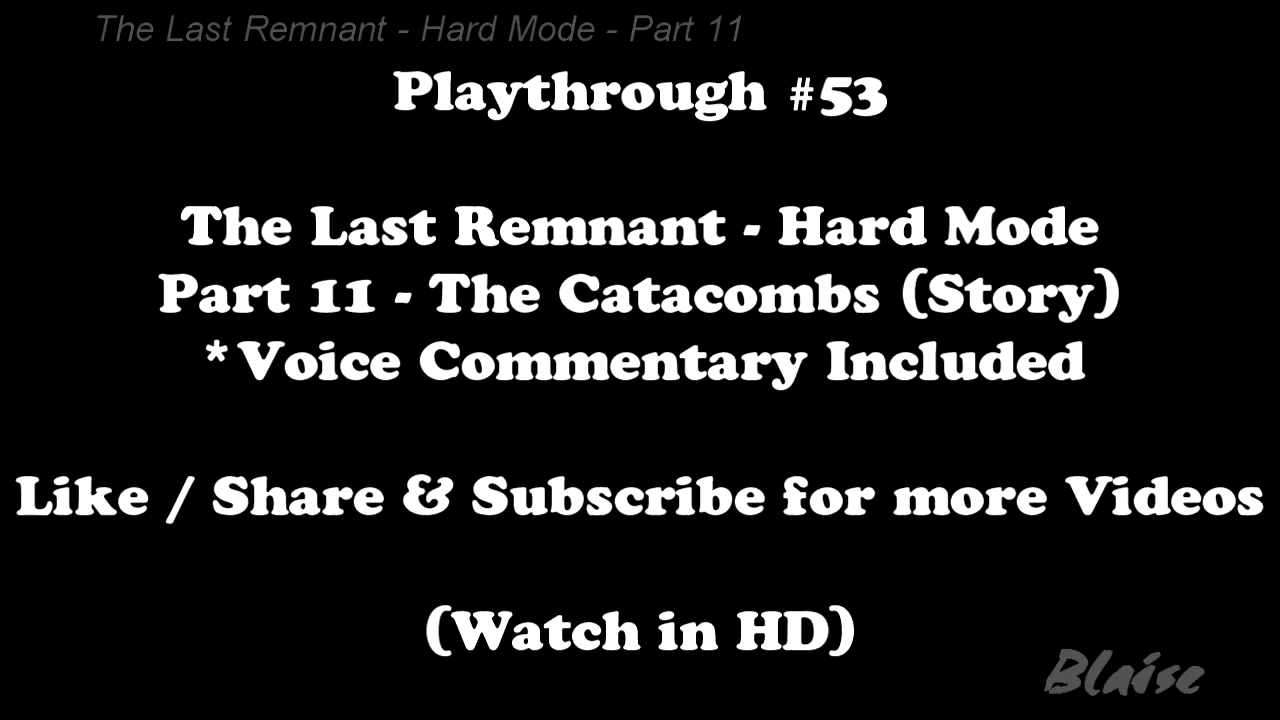 The Last Remnant - Hard Mode - Part 11
Playthrough #53
The Last Remnant - Hard Mode
Part 11 - The Catacombs (Story)
*Voice Commentary Included
Like / Share & Subscribe for more Videos
(Watch in HD)
Blaise